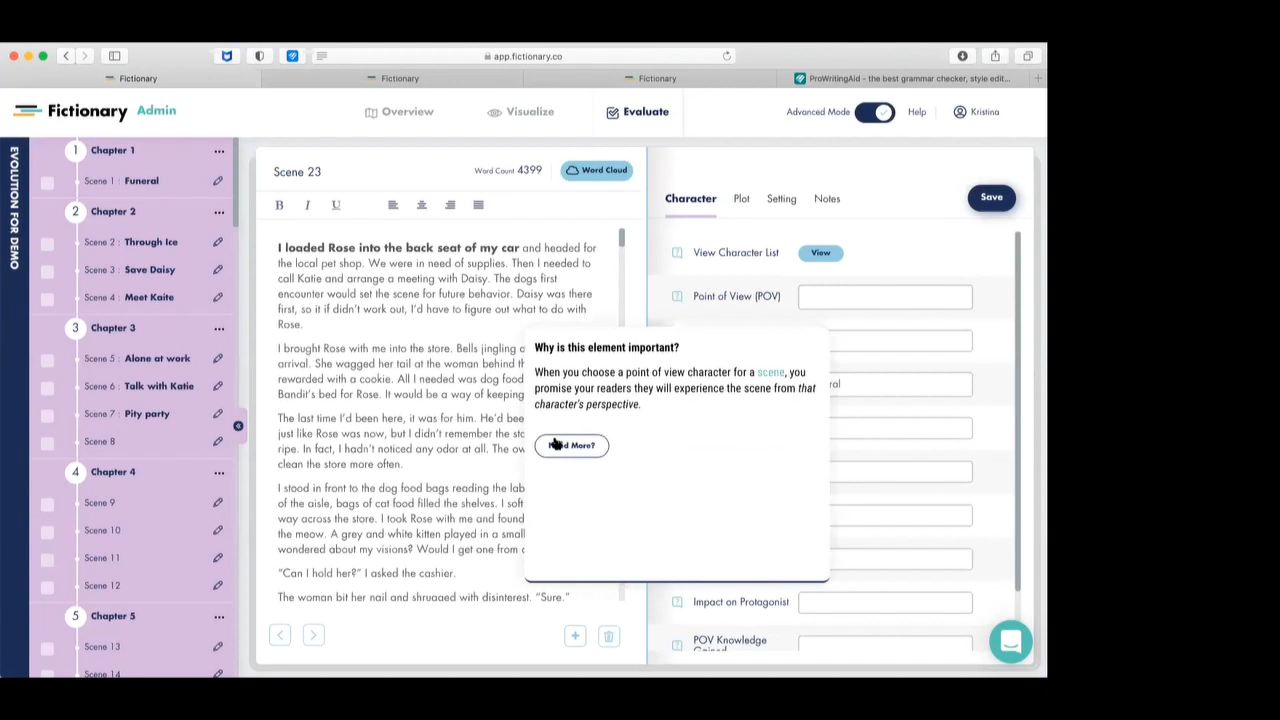 app.fictionary.co
Fictionary
Fictionary
Fictionary
ProWritingAid - the best grammar checker, style edit...
Fictionary Admin
Overview
Visualize
Evaluate
Advanced Mode
Help
Kristina
EVOLUTION FOR DEMO
1 Chapter 1 ...
Scene 1 : Funeral
2 Chapter 2 ...
Scene 2 : Through Ice
Scene 3 : Save Daisy
Scene 4 : Meet Kaite
3 Chapter 3 ...
Scene 5 : Alone at work
Scene 6 : Talk with Katie
Scene 7 : Pity party
Scene 8
4 Chapter 4 ...
Scene 9
Scene 10
Scene 11
Scene 12
5 Chapter 5 ...
Scene 13
Scene 14
Scene 23
Word Count 4399
Word Cloud
B I U
I loaded Rose into the back seat of my car and headed for
the local pet shop. We were in need of supplies. Then I needed to
call Katie and arrange a meeting with Daisy. The dogs first
encounter would set the scene for future behavior. Daisy was there
first, so it if didn't work out, I'd have to figure out what to do with
Rose.
I brought Rose with me into the store. Bells jingling
arrival. She wagged her tail at the woman behind th
rewarded with a cookie. All I needed was dog food
Bandit's bed for Rose. It would be a way of keeping
The last time I'd been here, it was for him. He'd bee
just like Rose was now, but I didn't remember the
ripe. In fact, I hadn't noticed any odor at all. The
clean the store more often.
I stood in front to the dog food bags reading the lab
of the aisle, bags of cat food filled the shelves. I
way across the store. I took Rose with me and found
the meow. A grey and white kitten played in a small
wondered about my visions? Would I get one from
"Can I hold her?" I asked the cashier.
The woman bit her nail and shrugged with disinterest. "Sure."
Character
Plot
Setting
Notes
Save
View Character List
View
Point of View (POV)
ral
Impact on Protagonist
POV Knowledge
Gained
Why is this element important?
When you choose a point of view character for a scene, you
promise your readers they will experience the scene from that
character's perspective.
More?